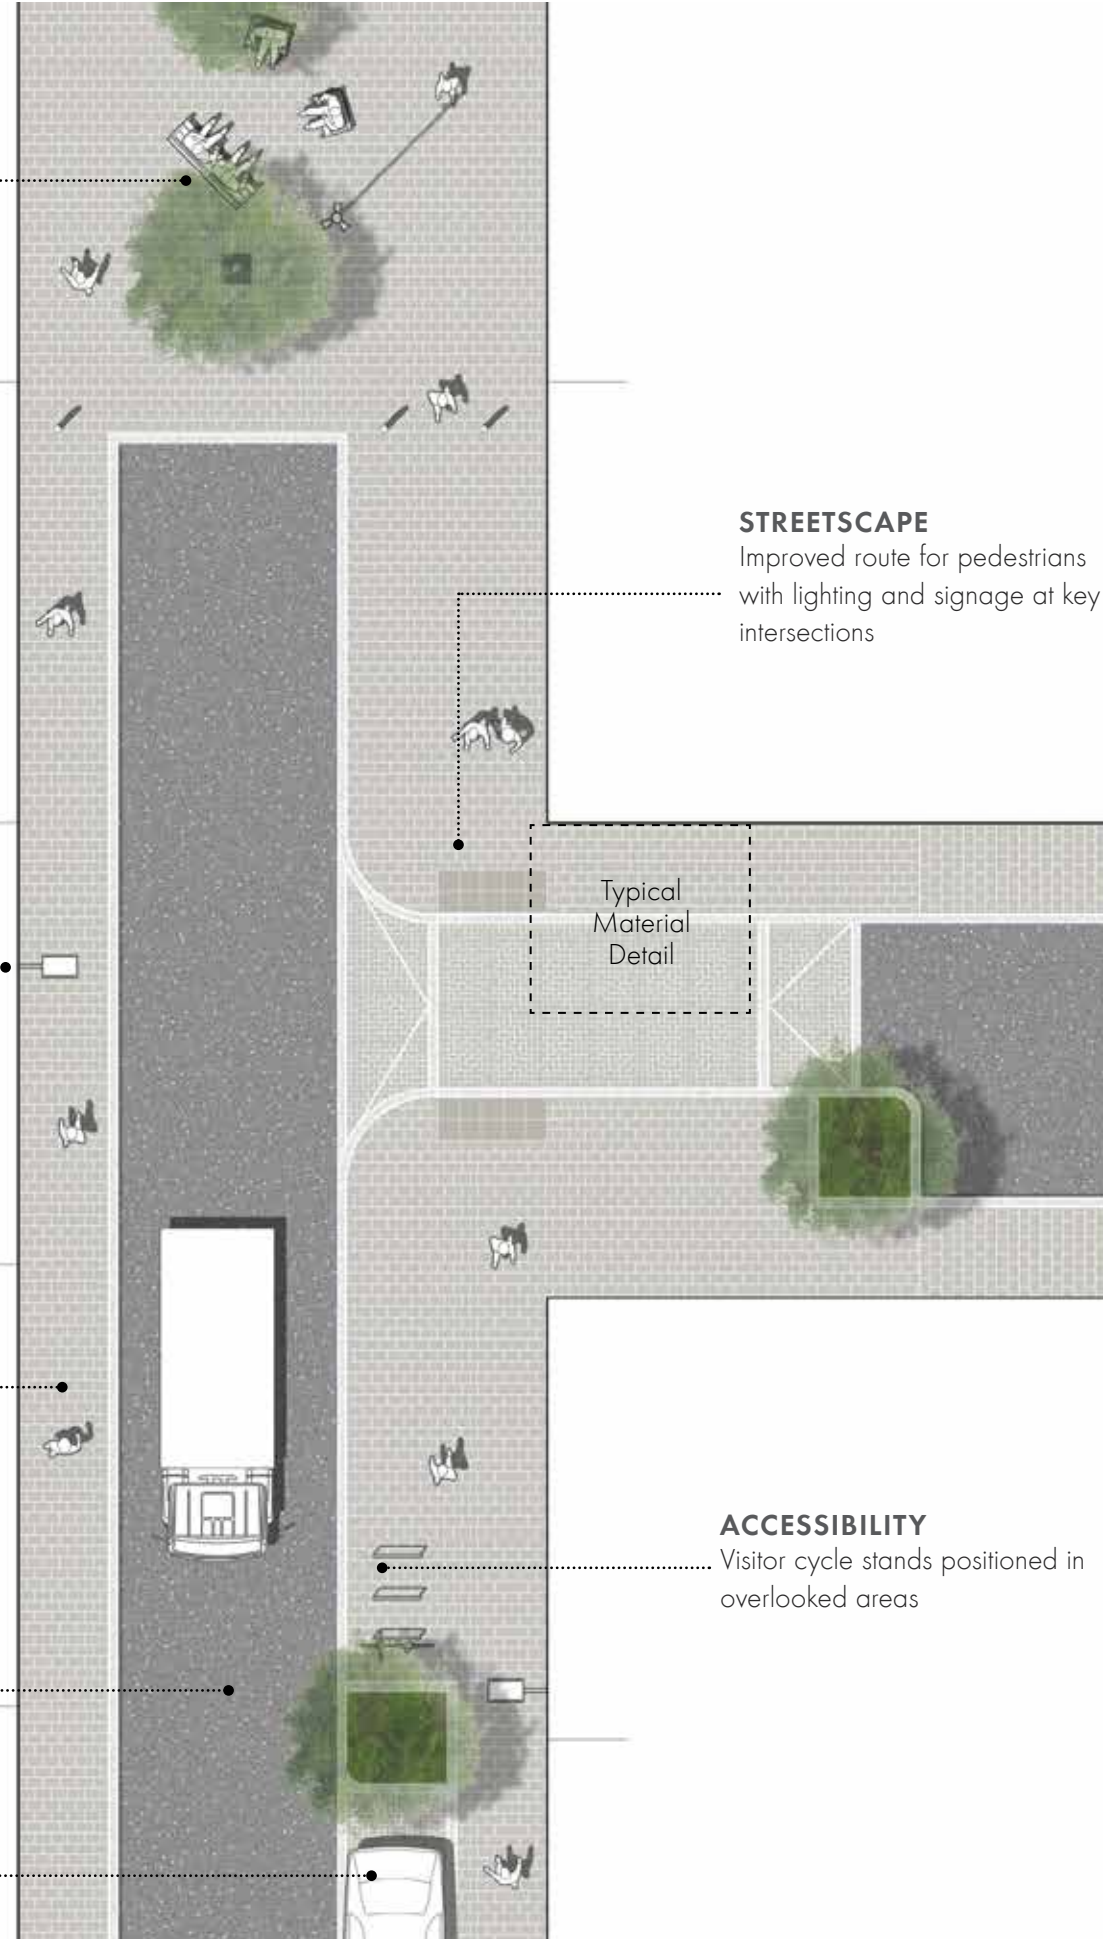 STREETSCAPE
Improved route for pedestrians
with lighting and signage at key
intersections
Typical
Material
Detail
ACCESSIBILITY
Visitor cycle stands positioned in
overlooked areas